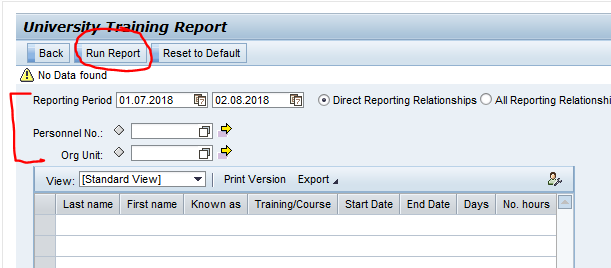 University Training Report
Back Run Report Reset to Default
No Data found
Reporting Period 01.07.2018 02.08.2018 Direct Reporting Relationships All Reporting Relationshi
Personnel No.:
Org Unit:
View: [Standard View] Print Version Export
Last name First name Known as Training/Course Start Date End Date Days No. hours